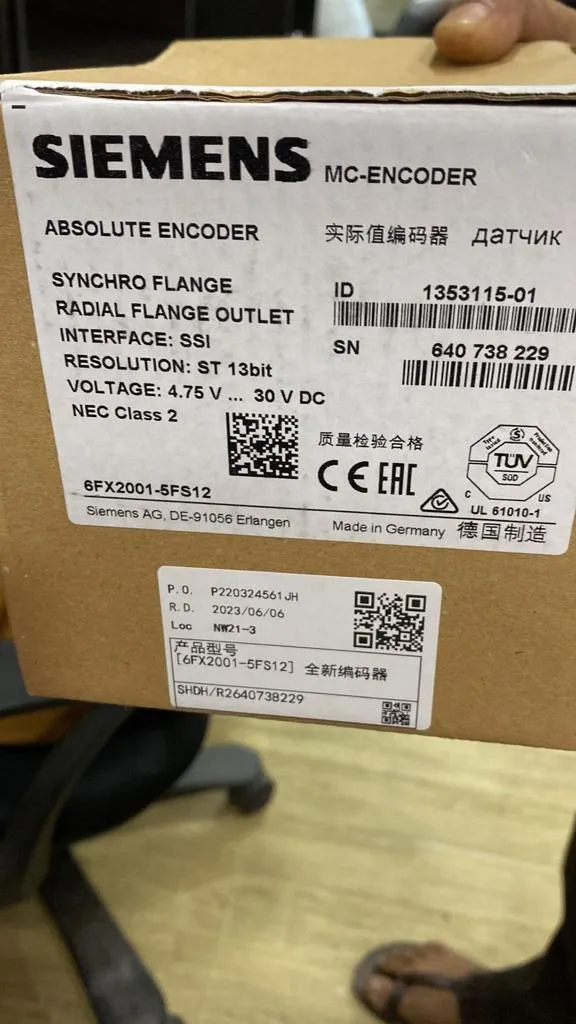 SIEMENS MC-ENCODER
ABSOLUTE ENCODER 实际值编码器 датчик
SYNCHRO FLANGE
RADIAL FLANGE OUTLET
INTERFACE: SSI
RESOLUTION: ST 13bit
VOLTAGE: 4.75 V ... 30 V DC
NEC Class 2
ID 1353115-01
SN 640 738 229
质量检验合格
CE EAC
TÜV
SÜD
C US
UL 61010-1
6FX2001-5FS12
Siemens AG, DE-91056 Erlangen
Made in Germany 德国制造
P.O. P220324561JH
R.D. 2023/06/06
Loc NW21-3
产品型号
[6FX2001-5FS12] 全新编码器
SHDH/R2640738229